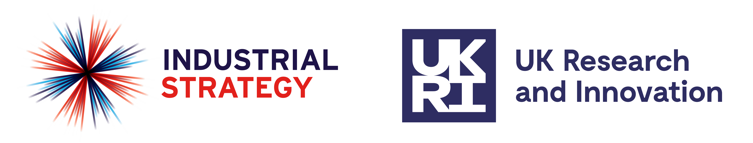 INDUSTRIAL
STRATEGY
UK
RI
UK Research
and Innovation